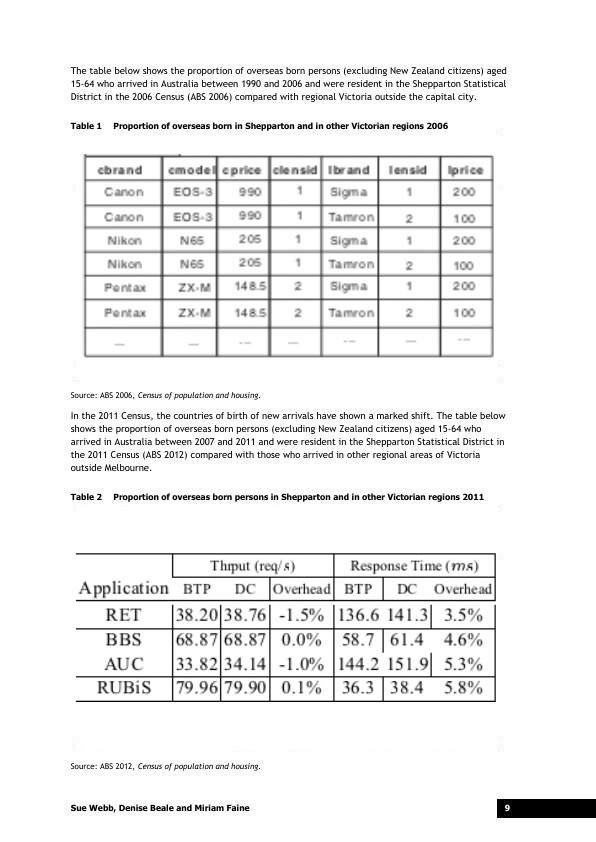 The table below shows the proportion of overseas born persons (excluding New Zealand citizens) aged
15-64 who arrived in Australia between 1990 and 2006 and were resident in the Shepparton Statistical
District in the 2006 Census (ABS 2006) compared with regional Victoria outside the capital city.
Table 1 Proportion of overseas born in Shepparton and in other Victorian regions 2006
cbrand cmodel cprice clensid lbrand lensid lprice
Canon EOS-3 990 1 Sigma 1 200
Canon EOS-3 990 1 Tamron 2 100
Nikon N65 205 1 Sigma 1 200
Nikon N65 205 1 Tamron 2 100
Pentax ZX-M 148.5 2 Sigma 1 200
Pentax ZX-M 148.5 2 Tamron 2 100
... ... ... ... ... ... ...
Source: ABS 2006, Census of population and housing.
In the 2011 Census, the countries of birth of new arrivals have shown a marked shift. The table below
shows the proportion of overseas born persons (excluding New Zealand citizens) aged 15-64 who
arrived in Australia between 2007 and 2011 and were resident in the Shepparton Statistical District in
the 2011 Census (ABS 2012) compared with those who arrived in other regional areas of Victoria
outside Melbourne.
Table 2 Proportion of overseas born persons in Shepparton and in other Victorian regions 2011
Thrput (req/s) Response Time (ms)
Application BTP DC Overhead BTP DC Overhead
RET 38.20 38.76 -1.5% 136.6 141.3 3.5%
BBS 68.87 68.87 0.0% 58.7 61.4 4.6%
AUC 33.82 34.14 -1.0% 144.2 151.9 5.3%
RUBiS 79.96 79.90 0.1% 36.3 38.4 5.8%
Source: ABS 2012, Census of population and housing.
Sue Webb, Denise Beale and Miriam Faine 9